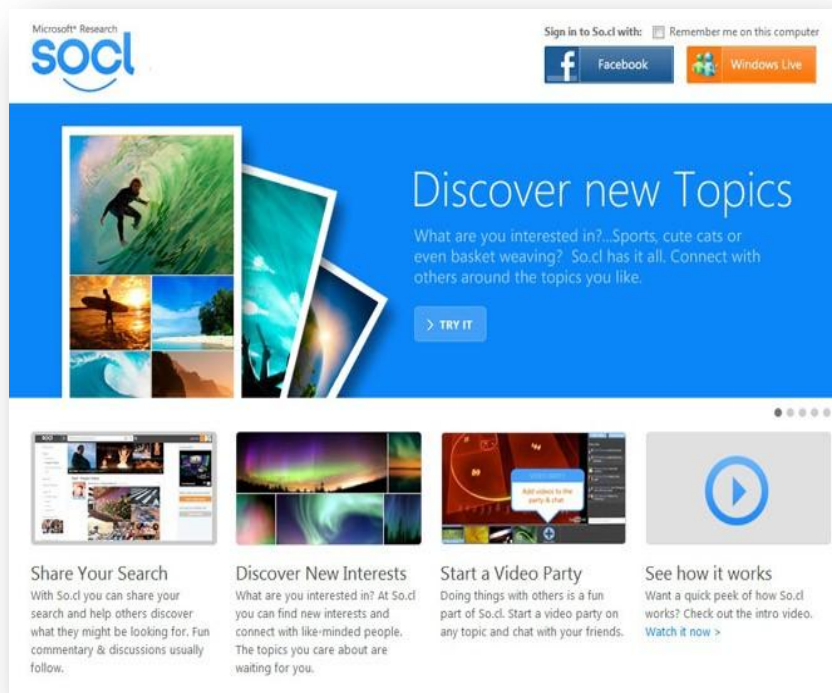 Microsoft® Research
socl
Sign in to So.cl with:
Remember me on this computer
Facebook
Windows Live
Discover new Topics
What are you interested in?...Sports, cute cats or
even basket weaving? So.cl has it all. Connect with
others around the topics you like.
> TRY IT
Add videos to the
party & chat
Share Your Search
With So.cl you can share your
search and help others discover
what they might be looking for. Fun
commentary & discussions usually
follow.
Discover New Interests
What are you interested in? At So.cl
you can find new interests and
connect with like-minded people.
The topics you care about are
waiting for you.
Start a Video Party
Doing things with others is a fun
part of So.cl. Start a video party on
any topic and chat with your friends.
See how it works
Want a quick peek of how So.cl
works? Check out the intro video.
Watch it now >